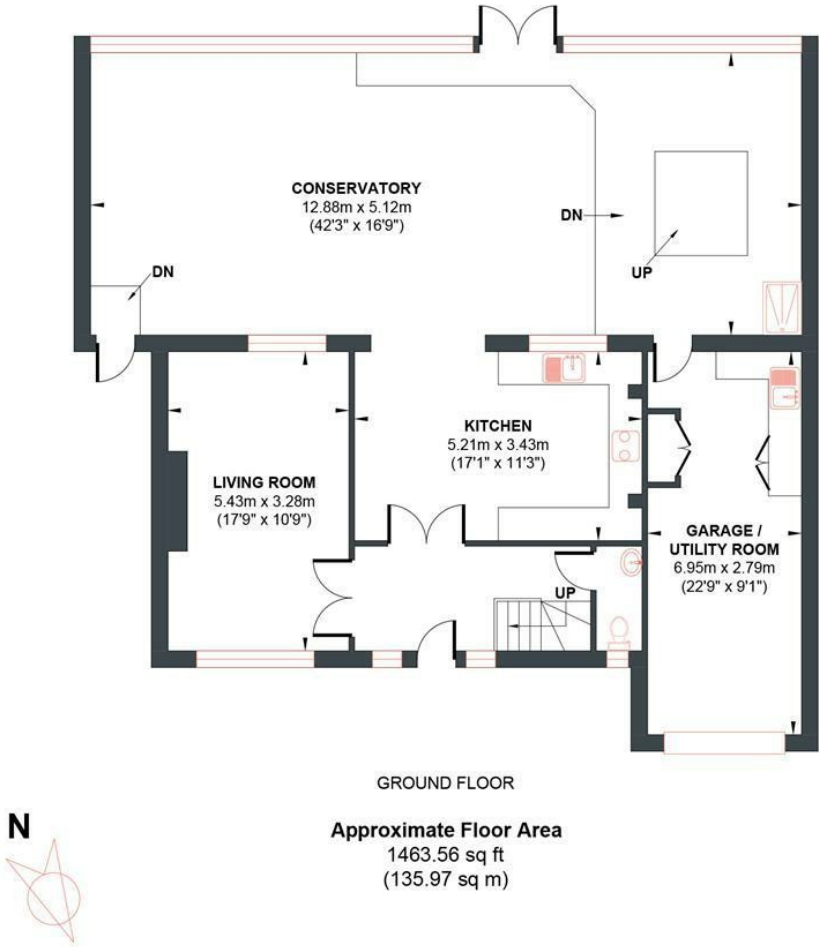 CONSERVATORY
12.88m x 5.12m
(42'3" x 16'9")
DN
UP
DN
KITCHEN
5.21m x 3.43m
(17'1" x 11'3")
LIVING ROOM
5.43m x 3.28m
(17'9" x 10'9")
GARAGE /
UTILITY ROOM
6.95m x 2.79m
(22'9" x 9'1")
UP
GROUND FLOOR
N
Approximate Floor Area
1463.56 sq ft
(135.97 sq m)